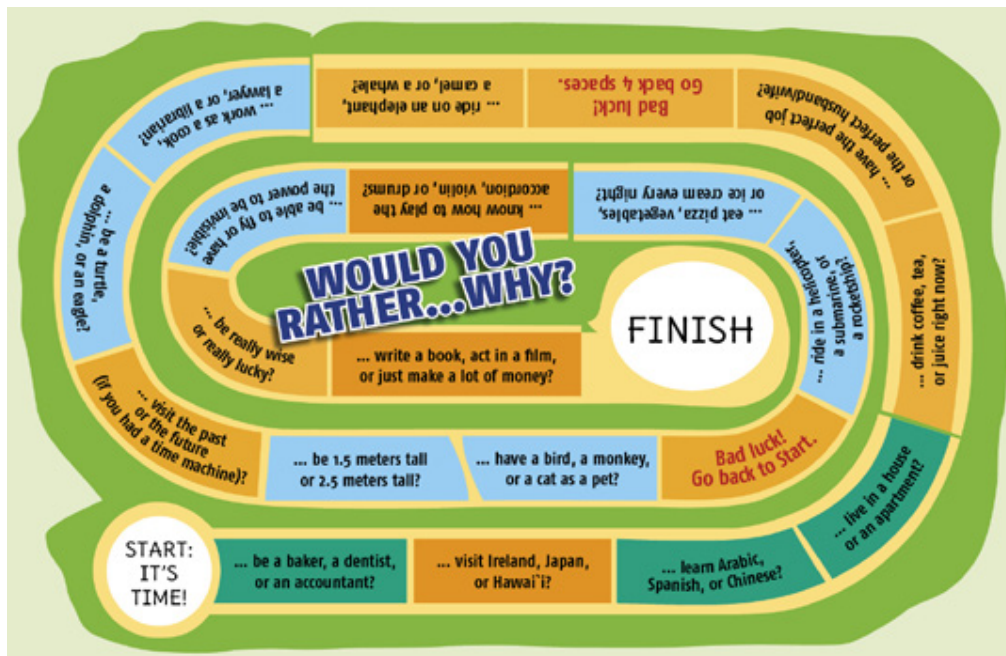 START:
IT'S
TIME!
... be a baker, a dentist,
or an accountant?
... visit Ireland, Japan,
or Hawai`i?
... learn Arabic,
Spanish, or Chinese?
... live in a house
or an apartment?
... drink coffee, tea,
or juice right now?
... have the perfect job
or the perfect husband/wife?
Bad luck!
Go back 4 spaces.
... ride on an elephant,
a camel, or a whale?
... work as a cook,
a lawyer, or a librarian?
... be a turtle,
a dolphin, or an eagle?
... visit the past
or the future
(if you had a time machine)?
... be 1.5 meters tall
or 2.5 meters tall?
... have a bird, a monkey,
or a cat as a pet?
Bad luck!
Go back to Start.
... ride in a helicopter,
a submarine, or
a rocketship?
... eat pizza, vegetables,
or ice cream every night?
... know how to play the
accordion, violin, or drums?
... be able to fly or have
the power to be invisible?
... be really wise
or really lucky?
... write a book, act in a film,
or just make a lot of money?
FINISH
WOULD YOU
RATHER...WHY?